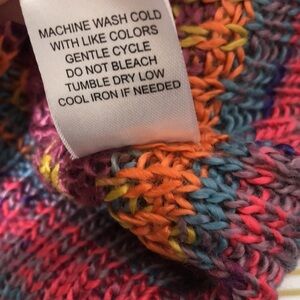 MACHINE WASH COLD
WITH LIKE COLORS
GENTLE CYCLE
DO NOT BLEACH
TUMBLE DRY LOW
COOL IRON IF NEEDED